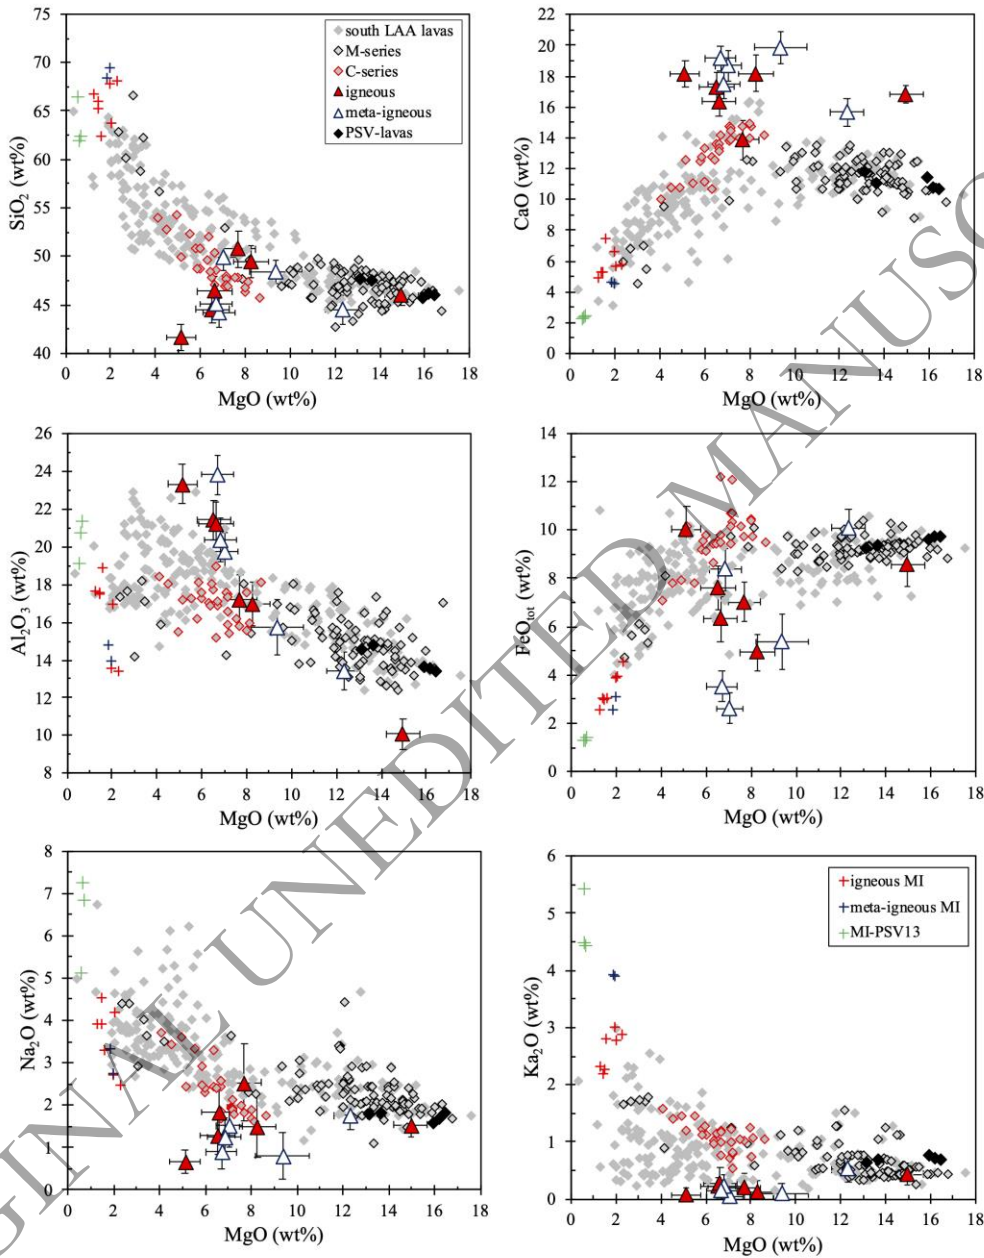 75
70
65
60
55
50
45
40
0 2 4 6 8 10 12 14 16 18
SiO2 (wt%)
MgO (wt%)
south LAA lavas
M-series
C-series
igneous
meta-igneous
PSV-lavas
22
20
18
16
14
12
10
8
6
4
2
0
0 2 4 6 8 10 12 14 16 18
CaO (wt%)
MgO (wt%)
26
24
22
20
18
16
14
12
10
8
0 2 4 6 8 10 12 14 16 18
Al2O3 (wt%)
MgO (wt%)
14
12
10
8
6
4
2
0
0 2 4 6 8 10 12 14 16 18
FeOtot (wt%)
MgO (wt%)
8
7
6
5
4
3
2
1
0
0 2 4 6 8 10 12 14 16 18
Na2O (wt%)
MgO (wt%)
6
5
4
3
2
1
0
0 2 4 6 8 10 12 14 16 18
Ka2O (wt%)
MgO (wt%)
igneous MI
meta-igneous MI
MI-PSV13
GINAL UNEDITED MANUSC